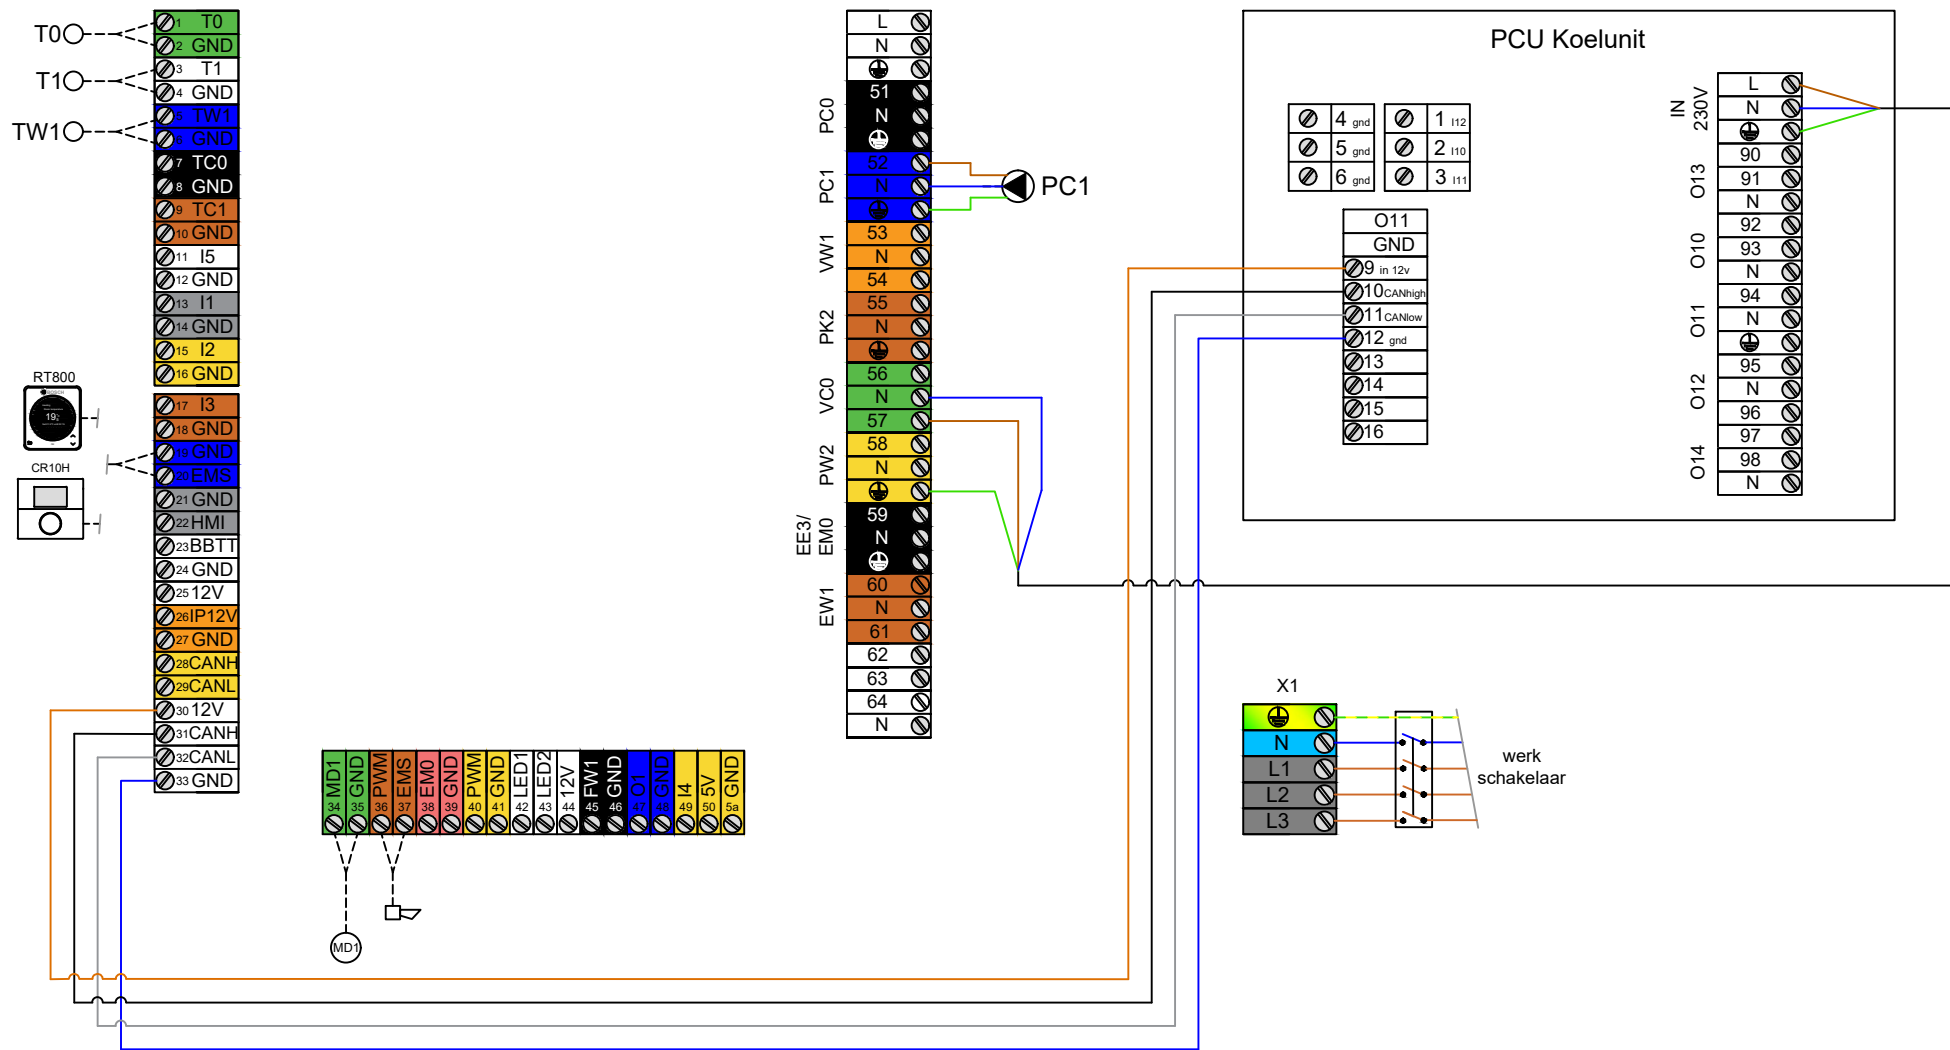 T0
T1
TW1
1 T0
2 GND
3 T1
4 GND
5 TW1
6 GND
7 TC0
8 GND
9 TC1
10 GND
11 I5
12 GND
13 I1
14 GND
15 I2
16 GND
RT800
CR10H
17 I3
18 GND
19 GND
20 EMS
21 GND
22 HMI
23 BBTT
24 GND
25 12V
26 IP12V
27 GND
28 CANH
29 CANL
30 12V
31 CANH
32 CANL
33 GND
MD1 34
GND 35
PWM 36
EMS 37
EM0 38
GND 39
PWM 40
GND 41
LED1 42
LED2 43
12V 44
FW1 45
GND 46
O1 47
GND 48
I4 49
5V 50
GND 5a
MD1
L
N
PC0
51
N
PC1
52
N
PC1
VW1
53
N
54
PK2
55
N
VC0
56
N
57
PW2
58
N
EE3/
EM0
59
N
EW1
60
N
61
62
63
64
N
PCU Koelunit
4 gnd
5 gnd
6 gnd
1 I12
2 I10
3 I11
O11
GND
9 in 12v
10 CANhigh
11 CANlow
12 gnd
13
14
15
16
IN
230V
L
N
O13
90
91
N
O10
92
93
N
O11
94
N
O12
95
N
96
O14
97
98
N
X1
N
L1
L2
L3
werk
schakelaar